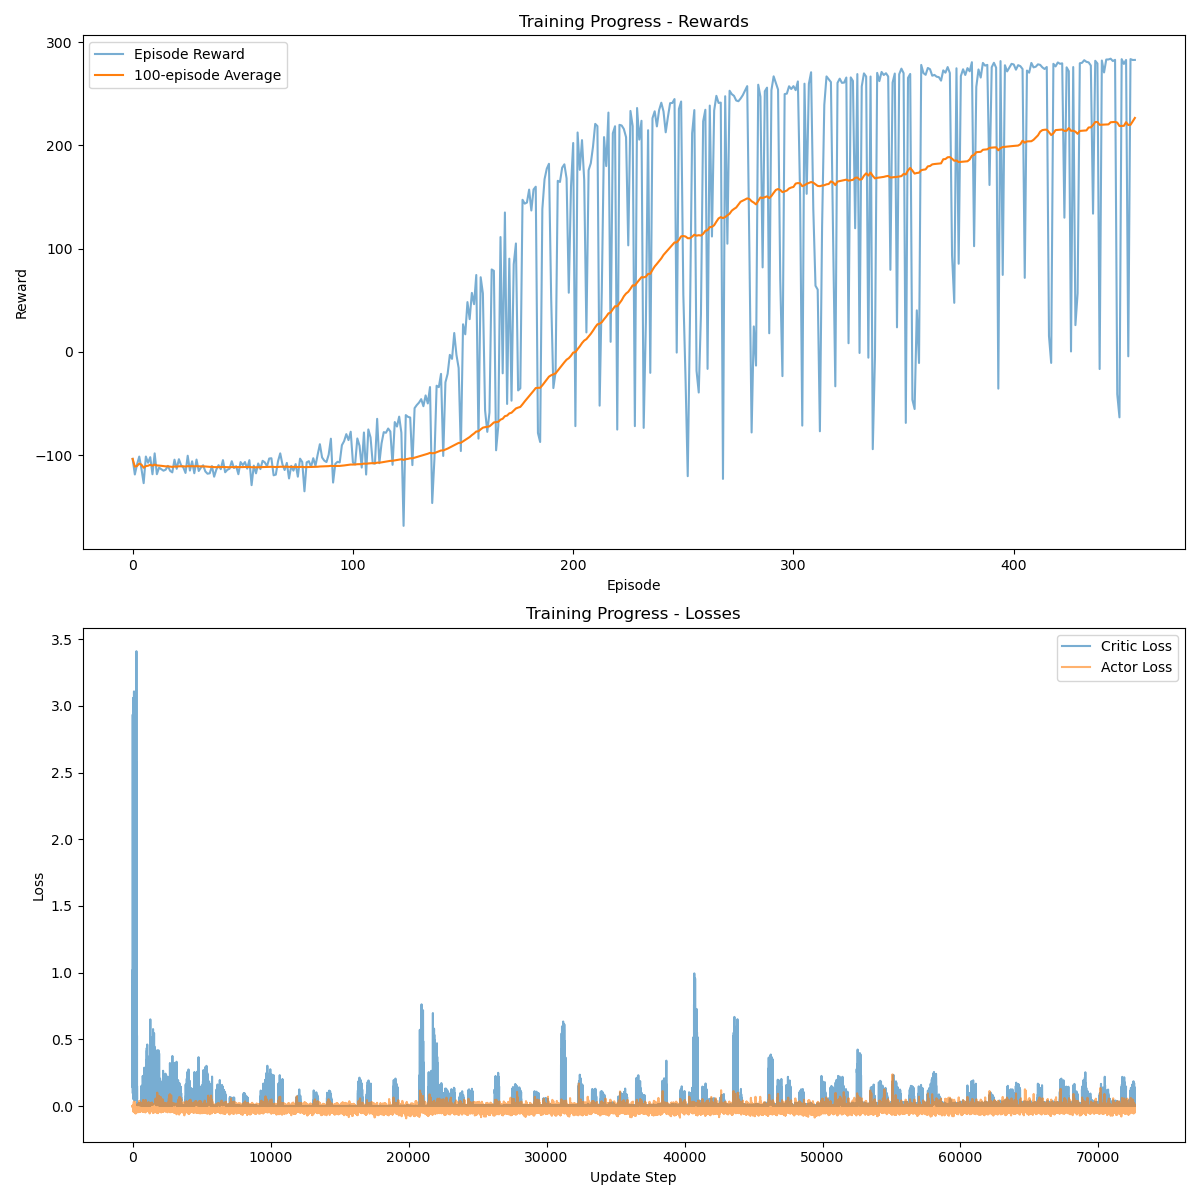 Training Progress - Rewards
Episode Reward
100-episode Average
300
200
100
0
−100
Reward
0
100
200
300
400
Episode
Training Progress - Losses
Critic Loss
Actor Loss
3.5
3.0
2.5
2.0
1.5
1.0
0.5
0.0
Loss
0
10000
20000
30000
40000
50000
60000
70000
Update Step